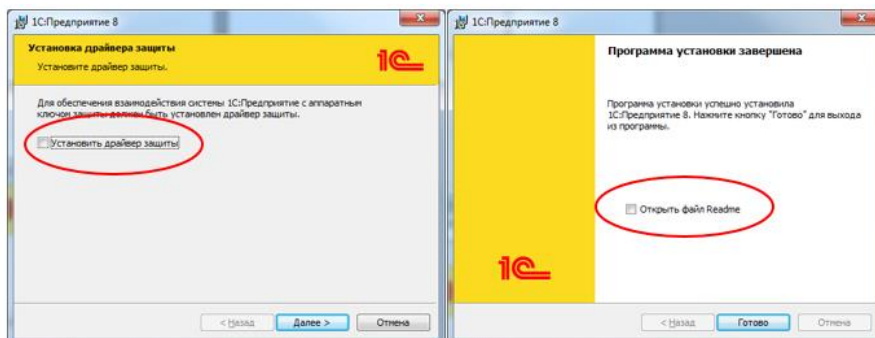 1С:Предприятие 8
Установка драйвера защиты
Установите драйвер защиты.
1С
Для обеспечения взаимодействия системы 1С:Предприятие с аппаратным
ключом защиты должен быть установлен драйвер защиты.
Установить драйвер защиты
< Назад
Далее >
Отмена
1С:Предприятие 8
Программа установки завершена
Программа установки успешно установила
1С:Предприятие 8. Нажмите кнопку "Готово" для выхода
из программы.
Открыть файл Readme
1С
< Назад
Готово
Отмена